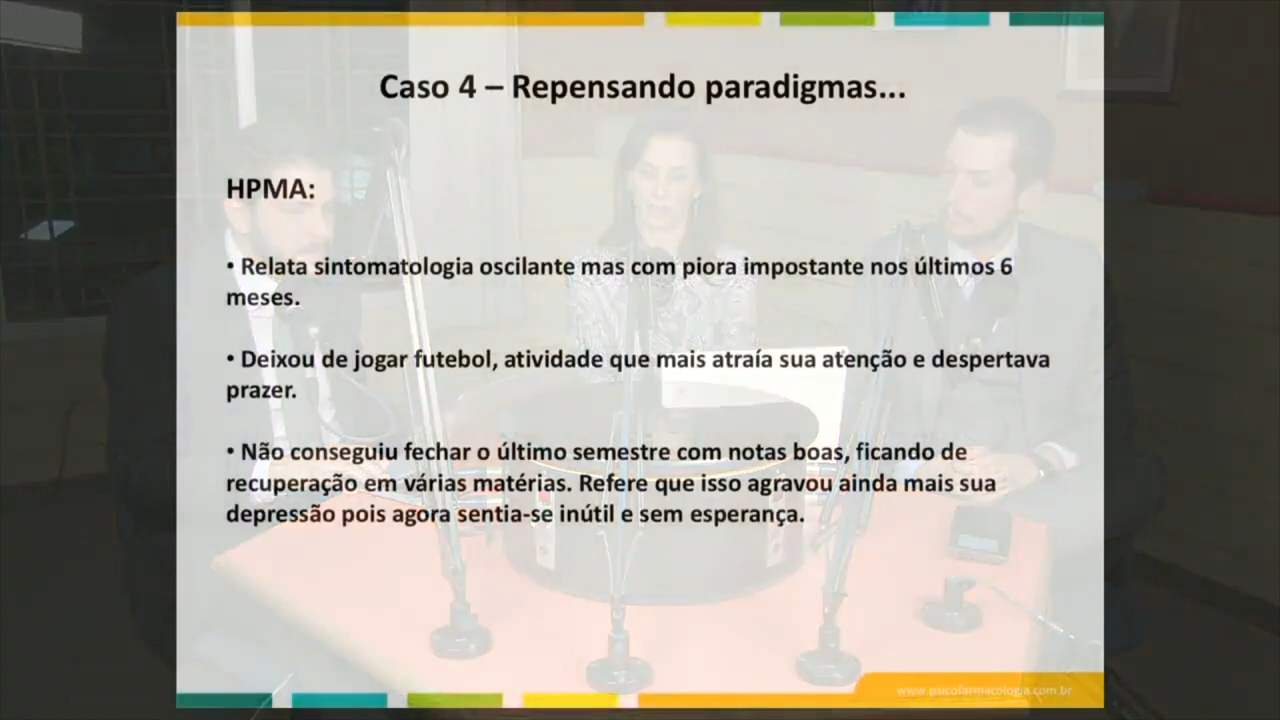 Caso 4 – Repensando paradigmas...
HPMA:
• Relata sintomatologia oscilante mas com piora impostante nos últimos 6
meses.
• Deixou de jogar futebol, atividade que mais atraía sua atenção e despertava
prazer.
• Não conseguiu fechar o último semestre com notas boas, ficando de
recuperação em várias matérias. Refere que isso agravou ainda mais sua
depressão pois agora sentia-se inútil e sem esperança.
www.psicofarmacologia.com.br